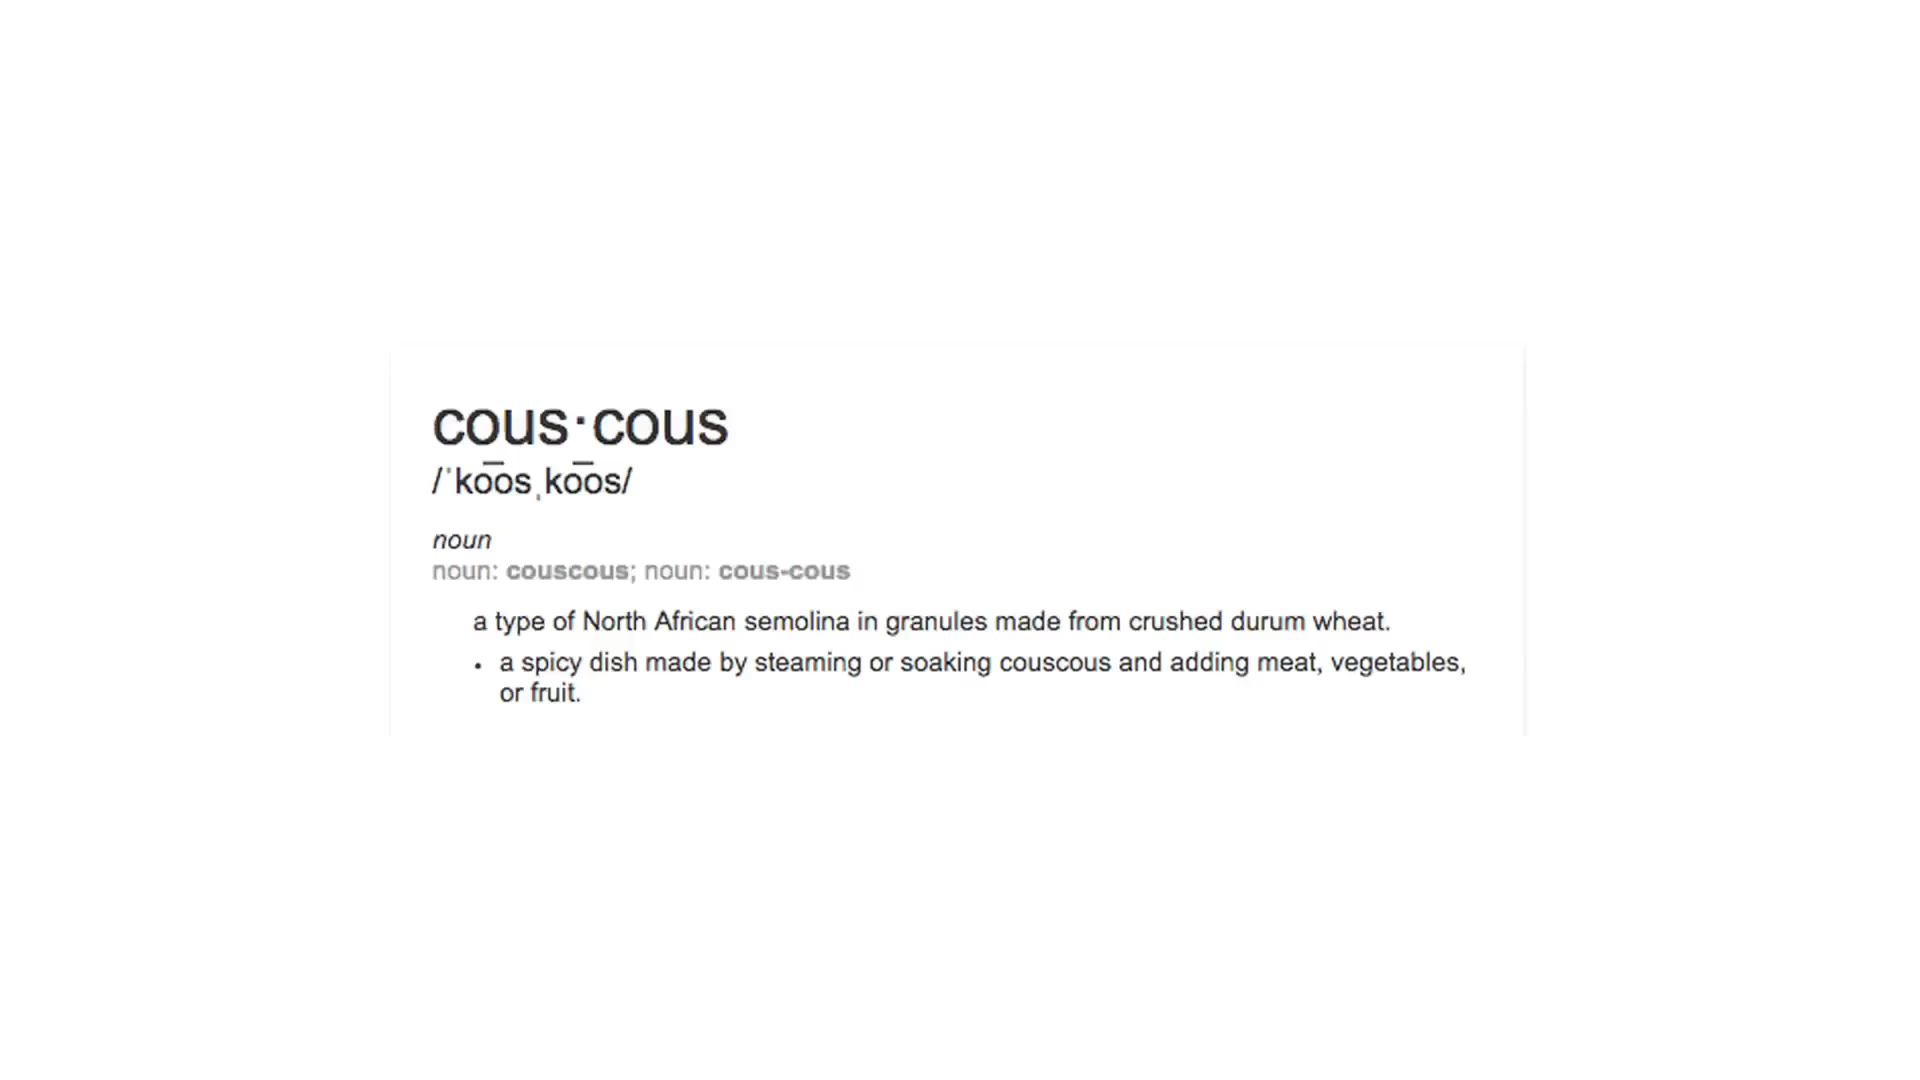 cous·cous
/ˈko͞osˌko͞os/
noun
noun: couscous; noun: cous-cous
a type of North African semolina in granules made from crushed durum wheat.
• a spicy dish made by steaming or soaking couscous and adding meat, vegetables,
or fruit.